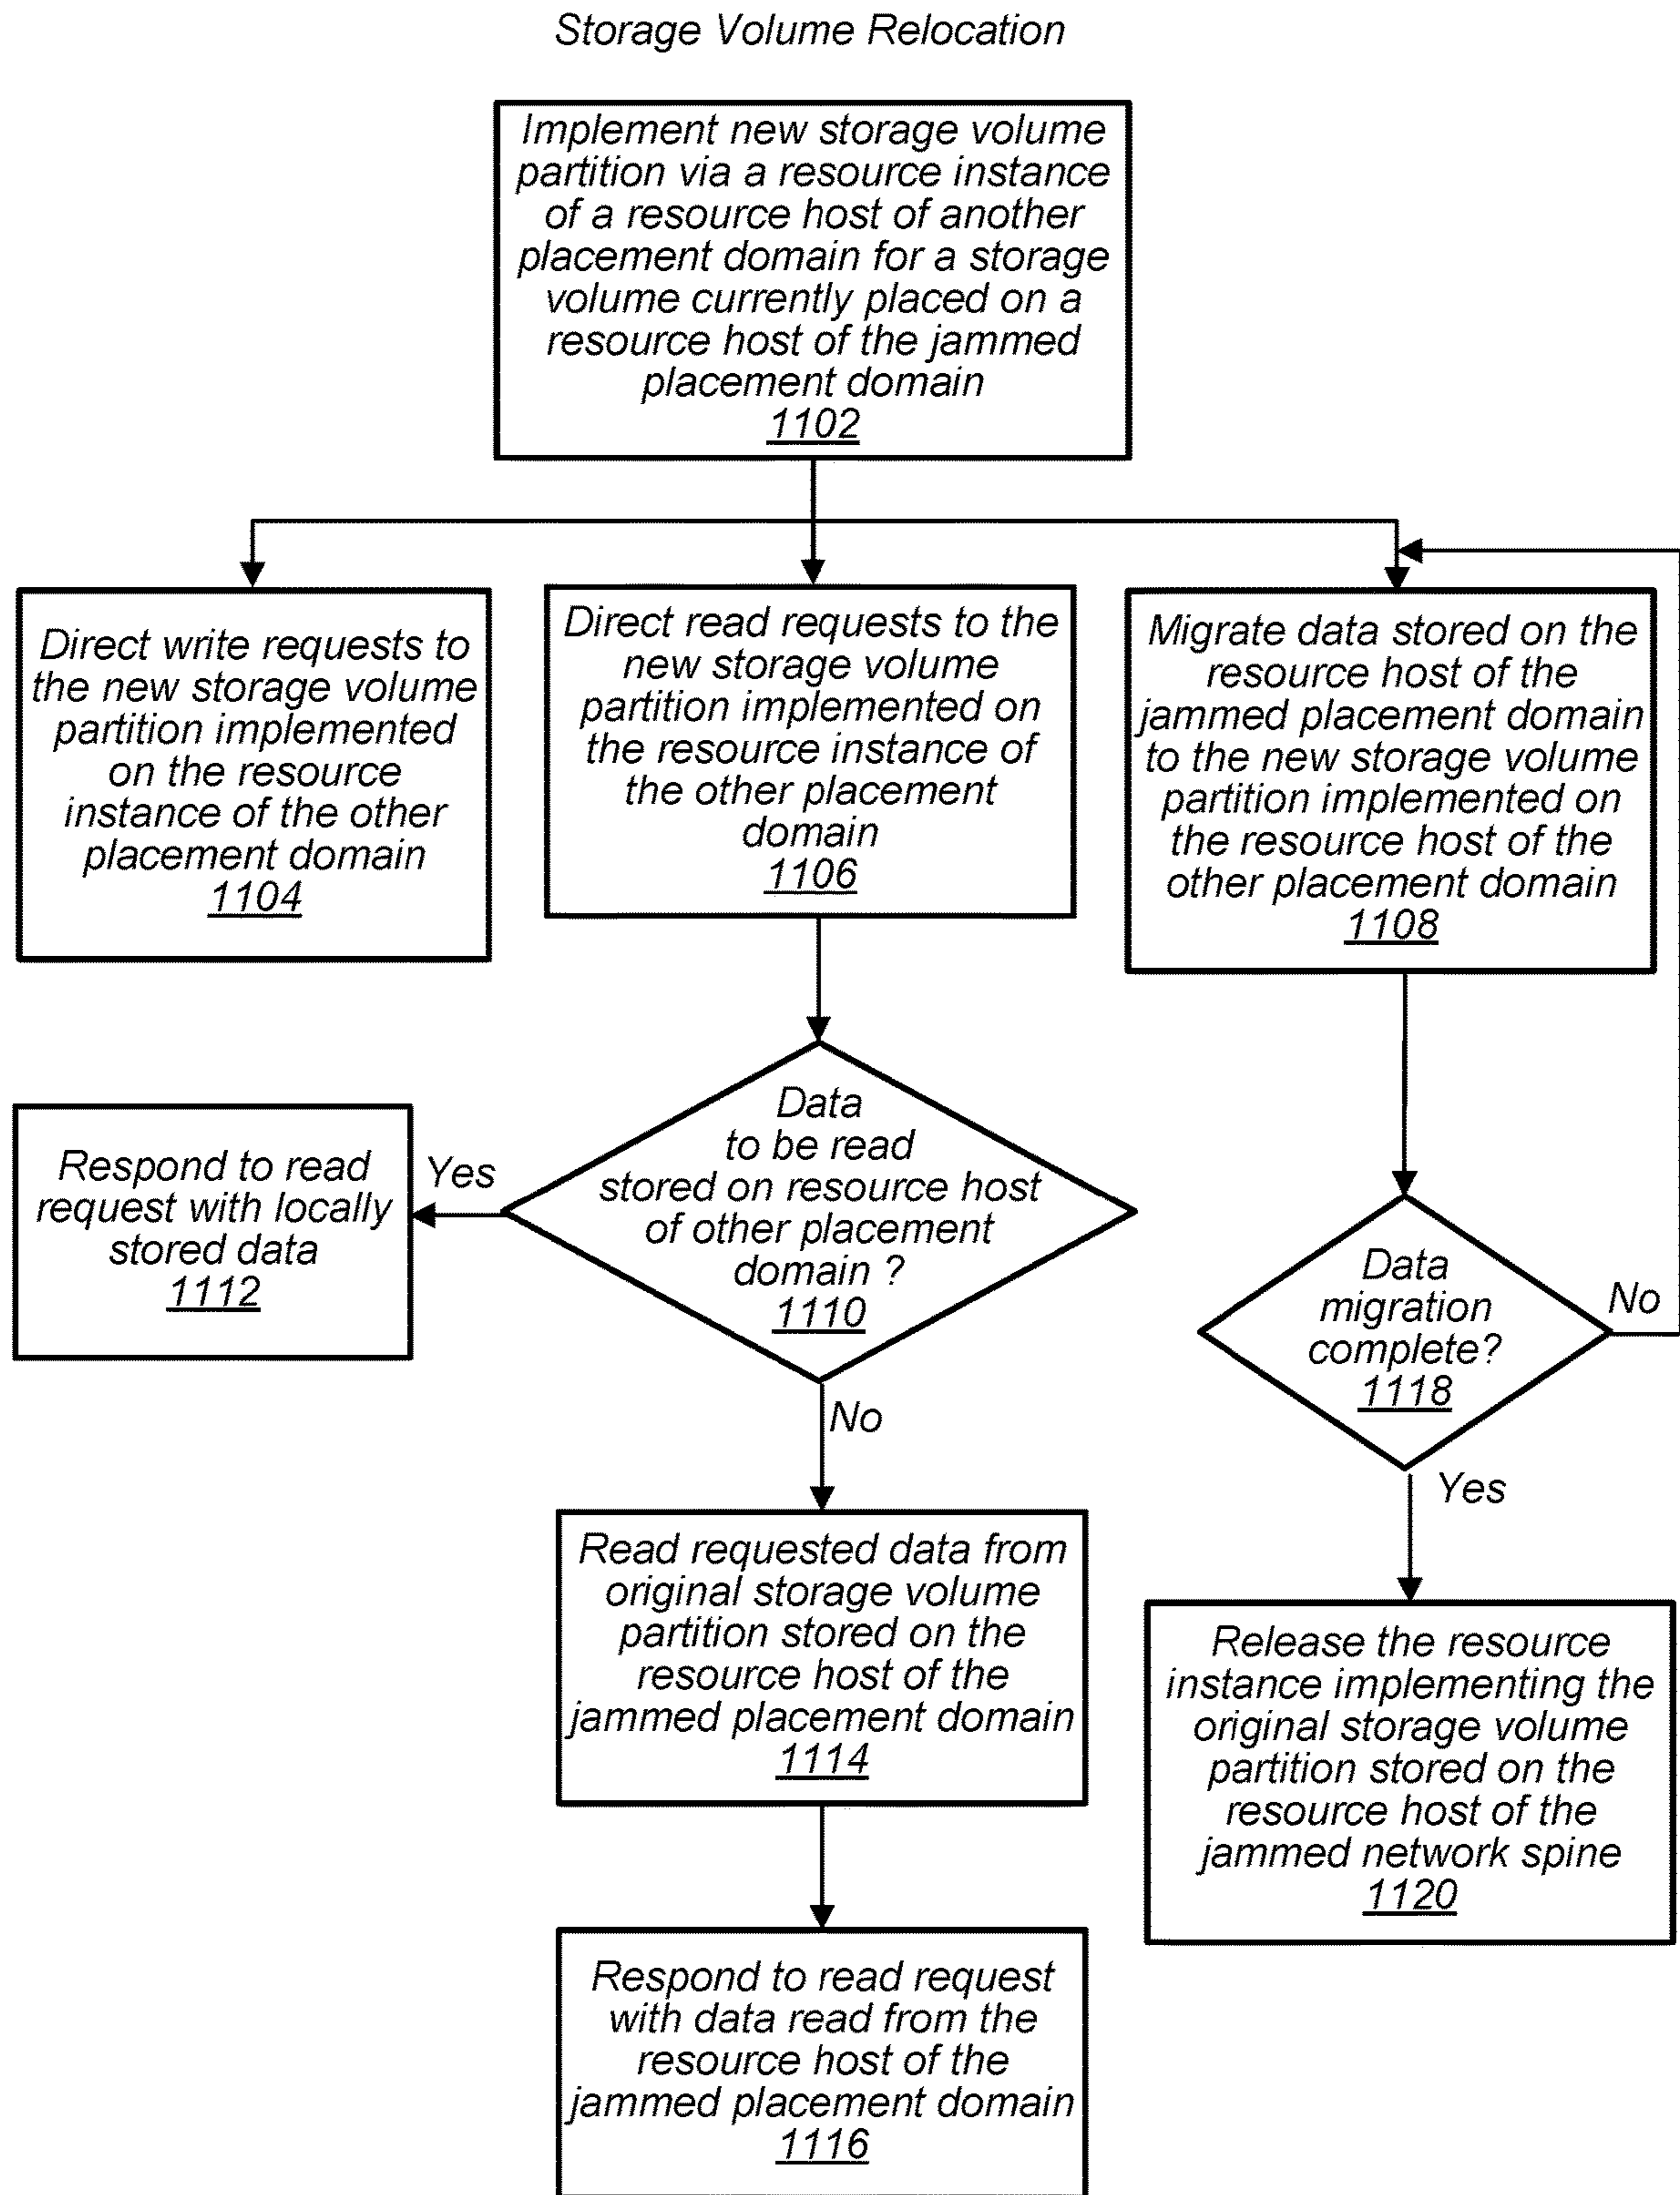 Storage Volume Relocation
Implement new storage volume
partition via a resource instance
of a resource host of another
placement domain for a storage
volume currently placed on a
resource host of the jammed
placement domain
1102
Direct write requests to
the new storage volume
partition implemented
on the resource
instance of the other
placement domain
1104
Direct read requests to the
new storage volume
partition implemented on
the resource instance of
the other placement
domain
1106
Migrate data stored on the
resource host of the
jammed placement domain
to the new storage volume
partition implemented on
the resource host of the
other placement domain
1108
Respond to read
request with locally
stored data
1112
Yes
Data
to be read
stored on resource host
of other placement
domain ?
1110
No
Data
migration
complete?
1118
No
Yes
Read requested data from
original storage volume
partition stored on the
resource host of the
jammed placement domain
1114
Release the resource
instance implementing the
original storage volume
partition stored on the
resource host of the
jammed network spine
1120
Respond to read request
with data read from the
resource host of the
jammed placement domain
1116